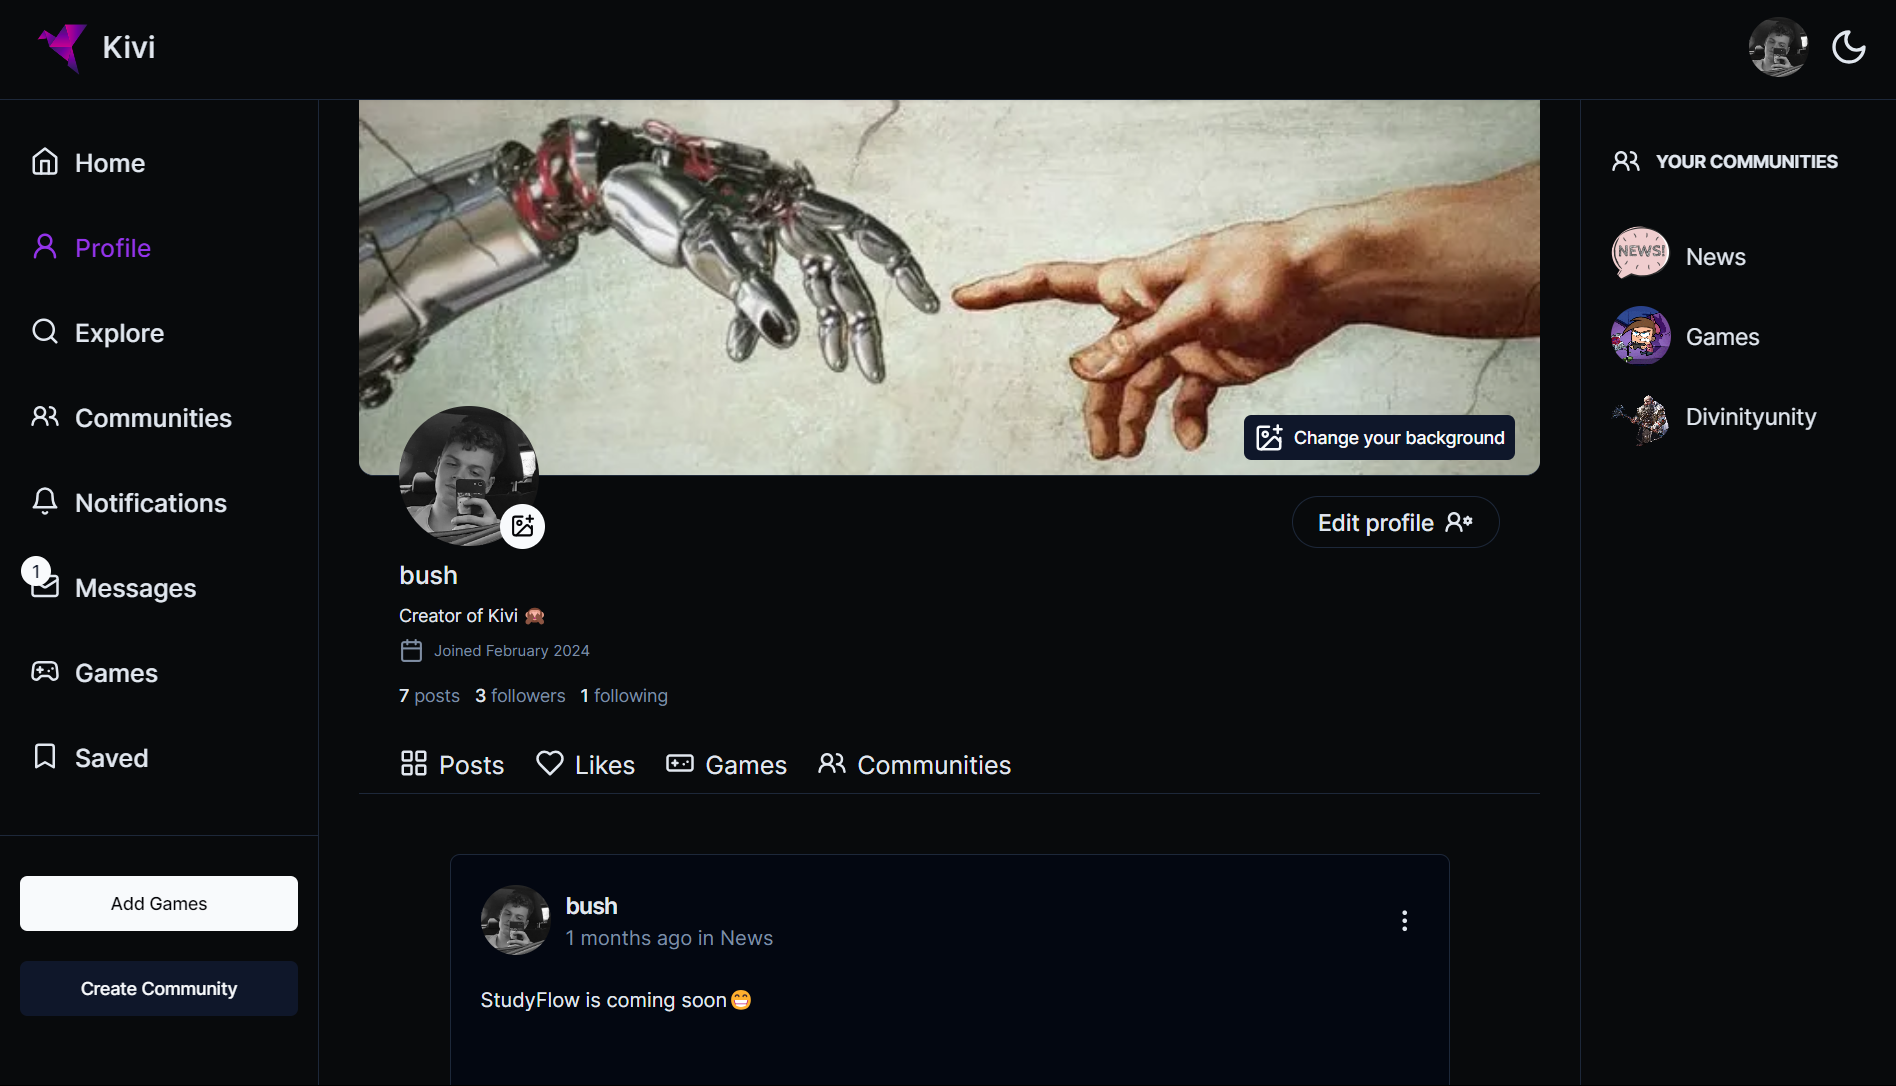 Kivi
Home
Profile
Explore
Communities
Notifications
1
Messages
Games
Saved
Add Games
Create Community
Change your background
Edit profile
bush
Creator of Kivi 🙈
Joined February 2024
7 posts 3 followers 1 following
Posts Likes Games Communities
bush
1 months ago in News
StudyFlow is coming soon😁
YOUR COMMUNITIES
NEWS!
News
Games
Divinityunity